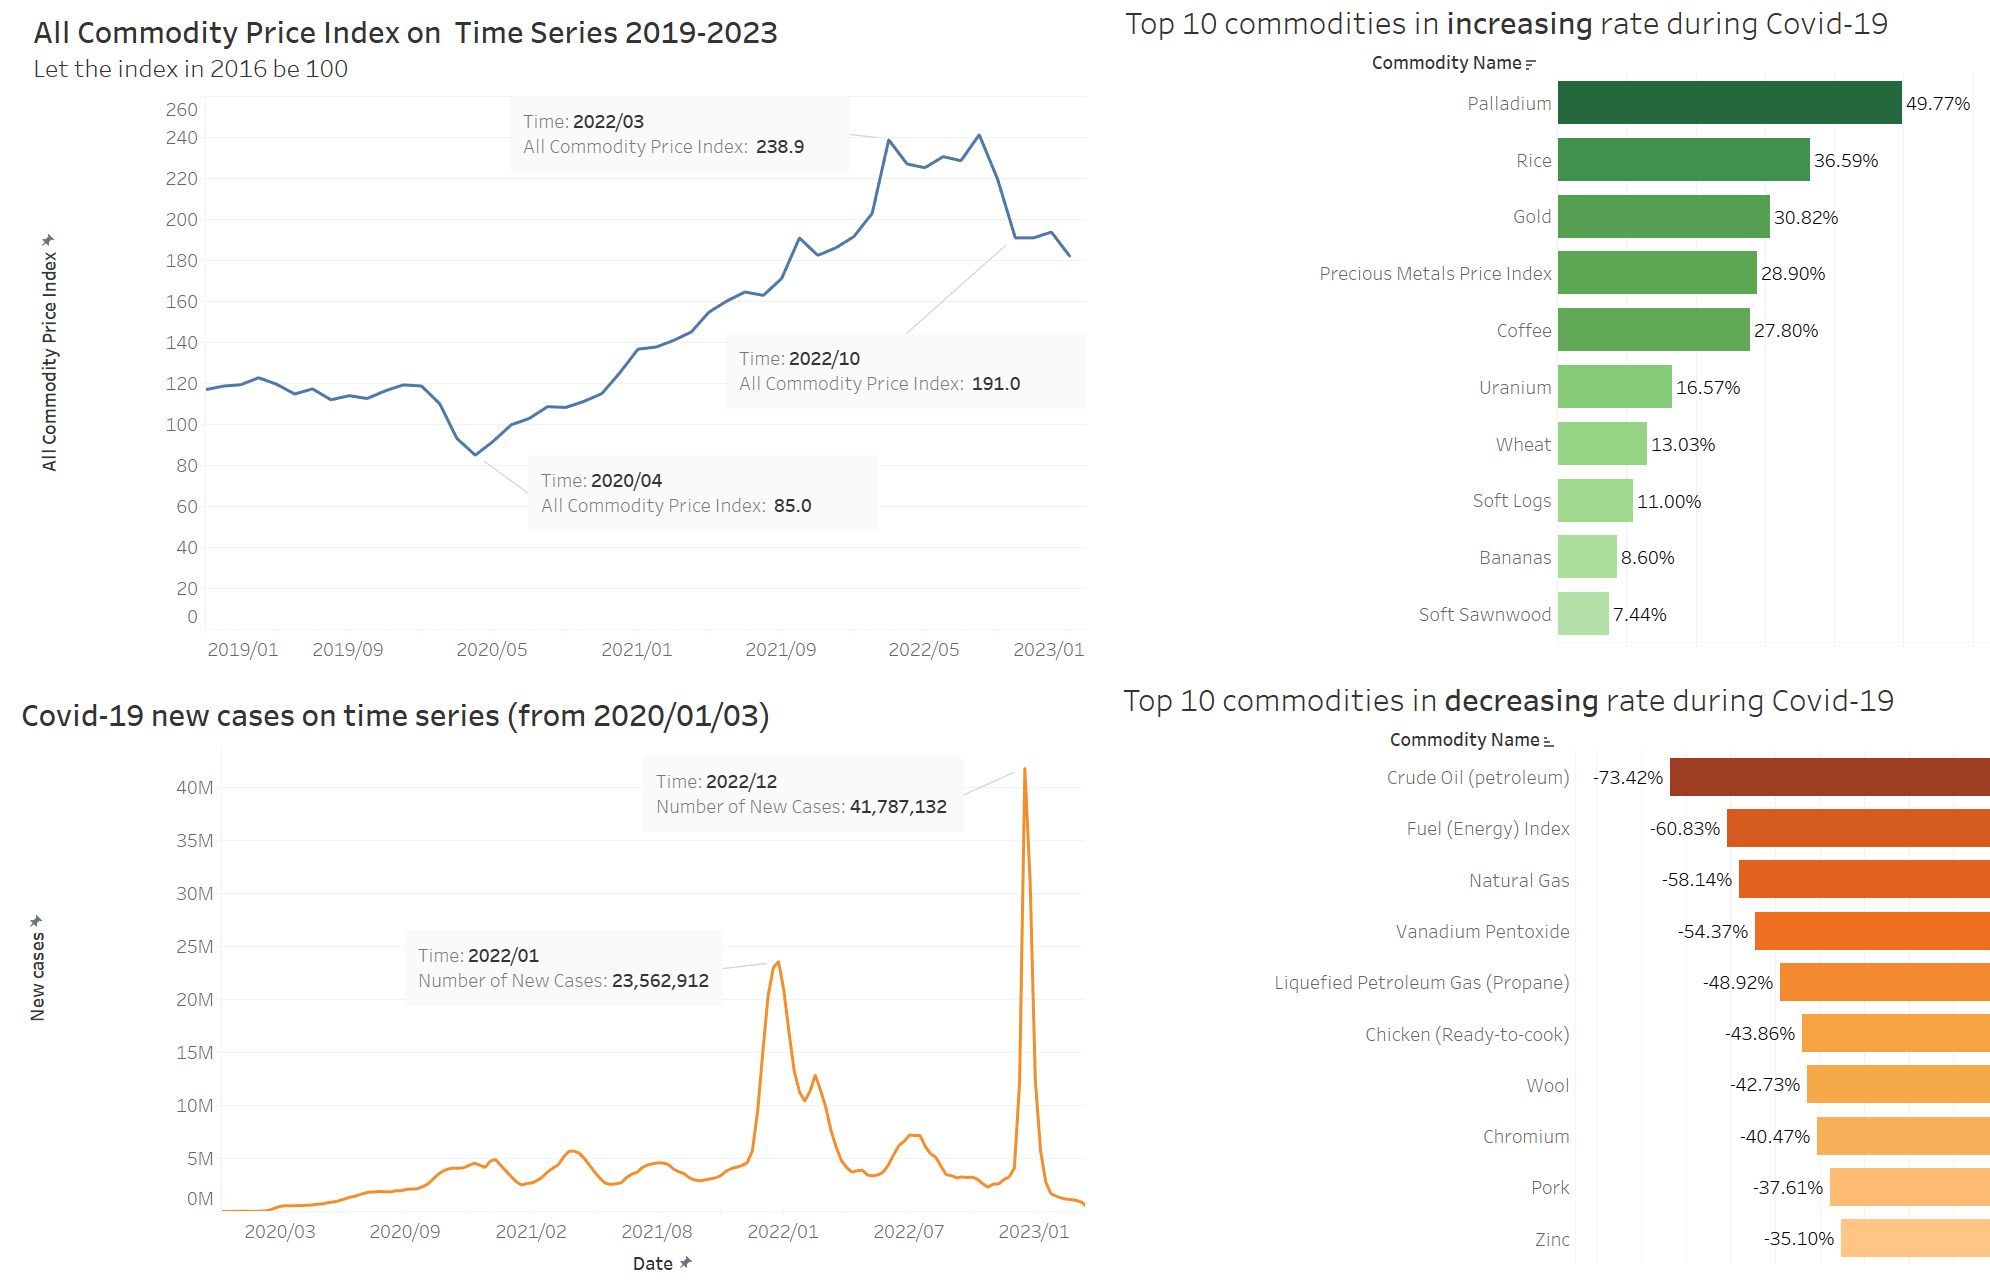 All Commodity Price Index on  Time Series 2019-2023
Let the index in 2016 be 100
All Commodity Price Index
260
240
220
200
180
160
140
120
100
80
60
40
20
0
Time: 2022/03
All Commodity Price Index: 238.9
Time: 2022/10
All Commodity Price Index: 191.0
Time: 2020/04
All Commodity Price Index: 85.0
2019/01 2019/09 2020/05 2021/01 2021/09 2022/05 2023/01
Top 10 commodities in increasing rate during Covid-19
Commodity Name
Palladium 49.77%
Rice 36.59%
Gold 30.82%
Precious Metals Price Index 28.90%
Coffee 27.80%
Uranium 16.57%
Wheat 13.03%
Soft Logs 11.00%
Bananas 8.60%
Soft Sawnwood 7.44%
Covid-19 new cases on time series (from 2020/01/03)
New cases
40M
35M
30M
25M
20M
15M
10M
5M
0M
Time: 2022/12
Number of New Cases: 41,787,132
Time: 2022/01
Number of New Cases: 23,562,912
2020/03 2020/09 2021/02 2021/08 2022/01 2022/07 2023/01
Date
Top 10 commodities in decreasing rate during Covid-19
Commodity Name
Crude Oil (petroleum) -73.42%
Fuel (Energy) Index -60.83%
Natural Gas -58.14%
Vanadium Pentoxide -54.37%
Liquefied Petroleum Gas (Propane) -48.92%
Chicken (Ready-to-cook) -43.86%
Wool -42.73%
Chromium -40.47%
Pork -37.61%
Zinc -35.10%